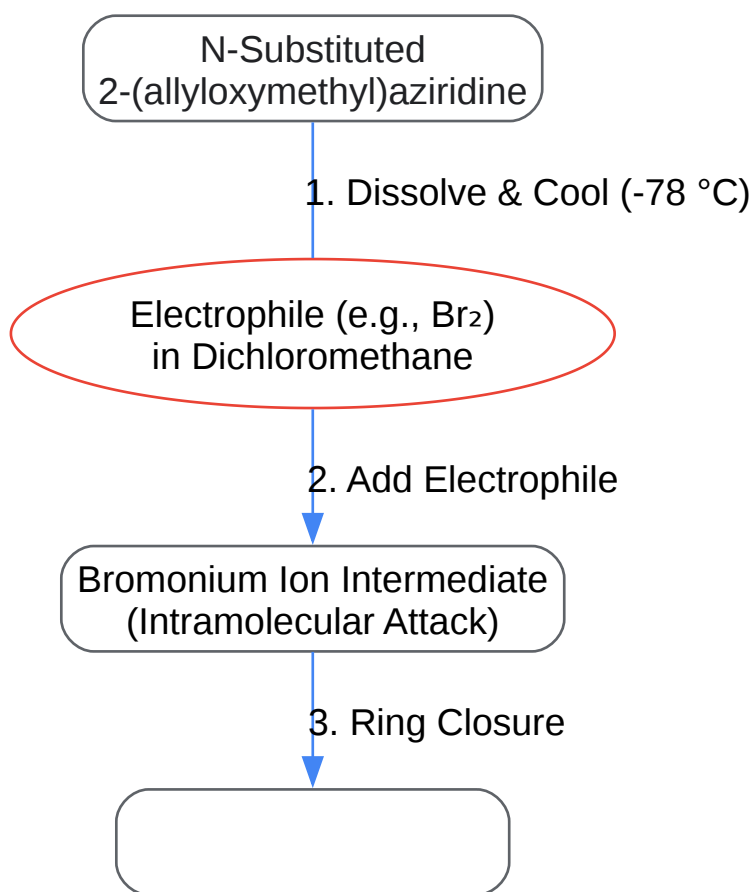 N-Substituted
2-(allyloxymethyl)aziridine
1. Dissolve & Cool (-78 °C)
Electrophile (e.g., Br₂)
in Dichloromethane
2. Add Electrophile
Bromonium Ion Intermediate
(Intramolecular Attack)
3. Ring Closure